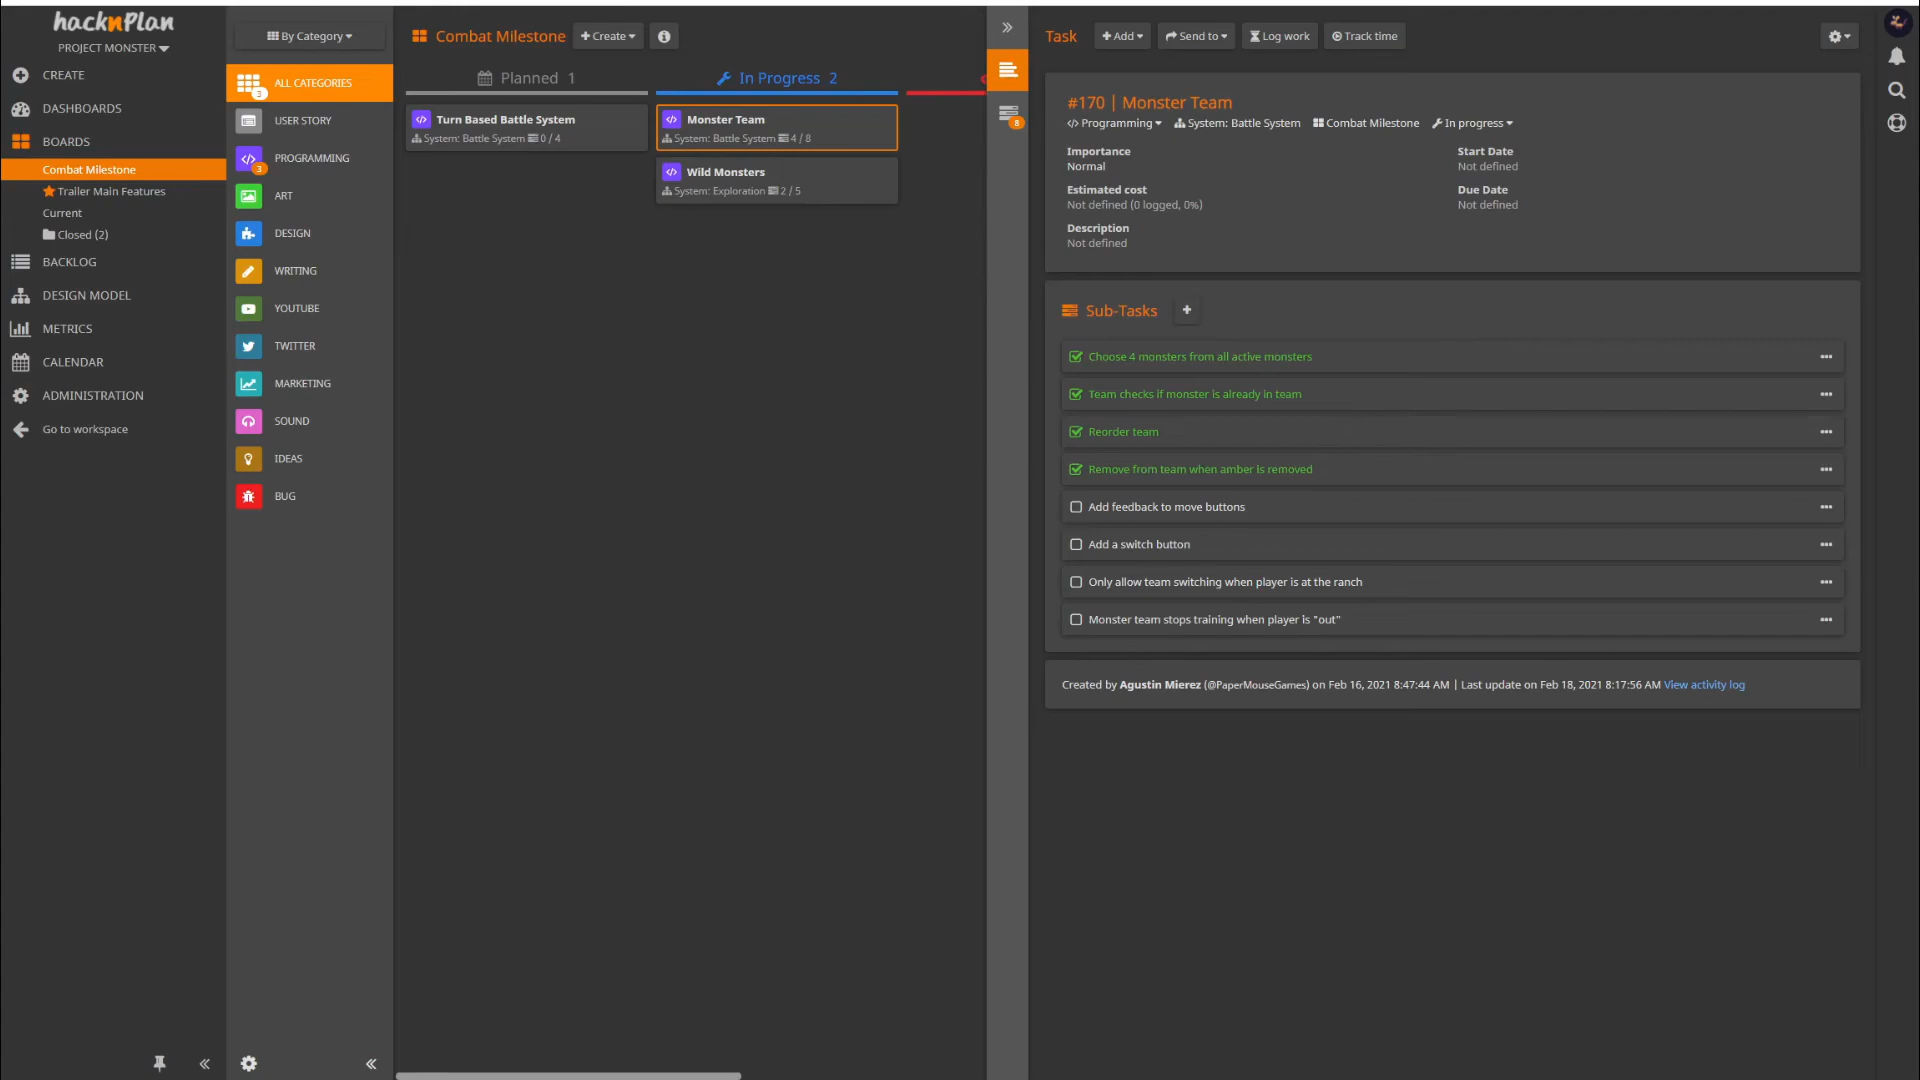 hacknPlan
PROJECT MONSTER
CREATE
DASHBOARDS
BOARDS
Combat Milestone
Trailer Main Features
Current
Closed (2)
BACKLOG
DESIGN MODEL
METRICS
CALENDAR
ADMINISTRATION
Go to workspace
By Category
3
ALL CATEGORIES
USER STORY
3
PROGRAMMING
ART
DESIGN
WRITING
YOUTUBE
TWITTER
MARKETING
SOUND
IDEAS
BUG
Combat Milestone
Create
Planned 1
Turn Based Battle System
System: Battle System 0 / 4
In Progress 2
Monster Team
System: Battle System 4 / 8
Wild Monsters
System: Exploration 2 / 5
8
Task
Add
Send to
Log work
Track time
#170 | Monster Team
Programming System: Battle System Combat Milestone In progress
Importance
Normal
Start Date
Not defined
Estimated cost
Not defined (0 logged, 0%)
Due Date
Not defined
Description
Not defined
Sub-Tasks
Choose 4 monsters from all active monsters
Team checks if monster is already in team
Reorder team
Remove from team when amber is removed
Add feedback to move buttons
Add a switch button
Only allow team switching when player is at the ranch
Monster team stops training when player is "out"
Created by Agustin Mierez (@PaperMouseGames) on Feb 16, 2021 8:47:44 AM | Last update on Feb 18, 2021 8:17:56 AM View activity log